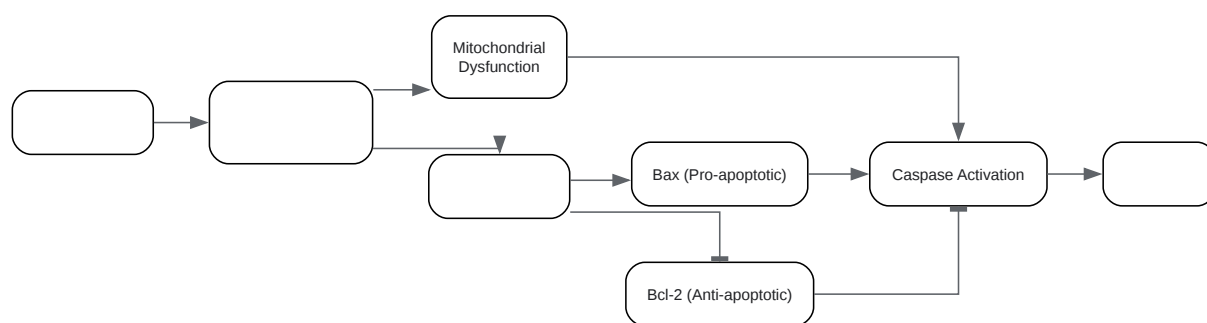 Mitochondrial
Dysfunction
Bax (Pro-apoptotic)
Caspase Activation
Bcl-2 (Anti-apoptotic)